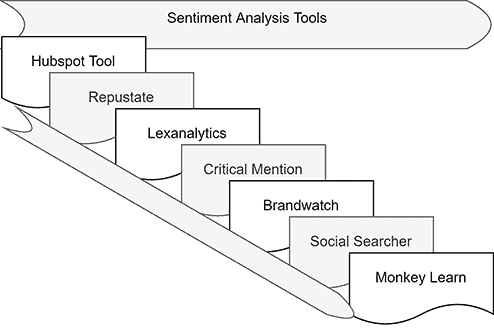 Sentiment Analysis Tools
Hubspot Tool
Repustate
Lexanalytics
Critical Mention
Brandwatch
Social Searcher
Monkey Learn